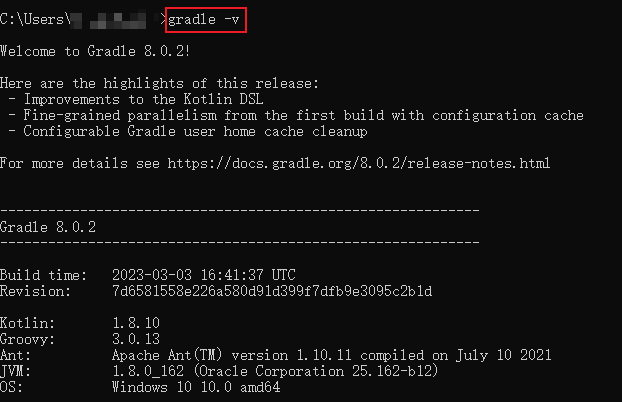 C:\Users\ >gradle -v
Welcome to Gradle 8.0.2!
Here are the highlights of this release:
- Improvements to the Kotlin DSL
- Fine-grained parallelism from the first build with configuration cache
- Configurable Gradle user home cache cleanup
For more details see https://docs.gradle.org/8.0.2/release-notes.html
------------------------------------------------------------
Gradle 8.0.2
------------------------------------------------------------
Build time:   2023-03-03 16:41:37 UTC
Revision:     7d6581558e226a580d91d399f7dfb9e3095c2b1d
Kotlin:       1.8.10
Groovy:       3.0.13
Ant:          Apache Ant(TM) version 1.10.11 compiled on July 10 2021
JVM:          1.8.0_162 (Oracle Corporation 25.162-b12)
OS:           Windows 10 10.0 amd64